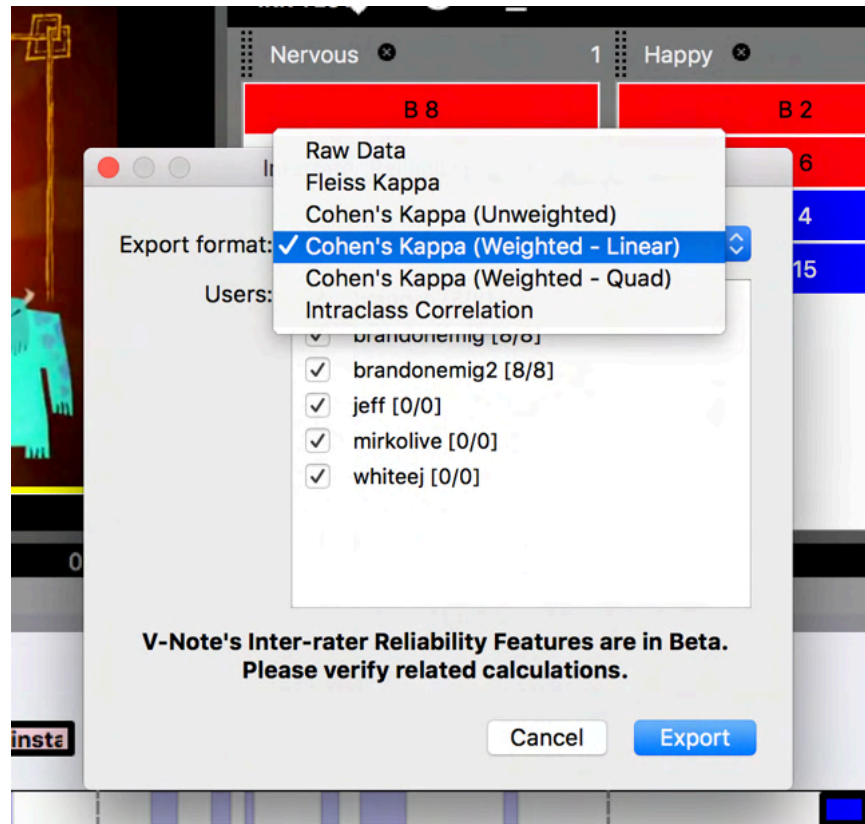 Nervous 1 Happy
B 8 B 2
6
4
15
Raw Data
Fleiss Kappa
Cohen's Kappa (Unweighted)
Export format: ✓ Cohen's Kappa (Weighted - Linear)
Cohen's Kappa (Weighted - Quad)
Users:
Intraclass Correlation
brandonemig [8/8]
brandonemig2 [8/8]
jeff [0/0]
mirkolive [0/0]
whiteej [0/0]
0
V-Note's Inter-rater Reliability Features are in Beta.
Please verify related calculations.
insta
Cancel Export